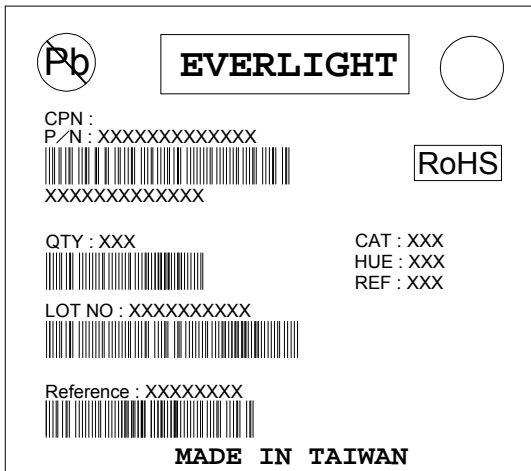 Pb
EVERLIGHT
CPN :
P/N : XXXXXXXXXXXXX
RoHS
XXXXXXXXXXXXX
QTY : XXX
CAT : XXX
HUE : XXX
REF : XXX
LOT NO : XXXXXXXXXX
Reference : XXXXXXXX
MADE IN TAIWAN